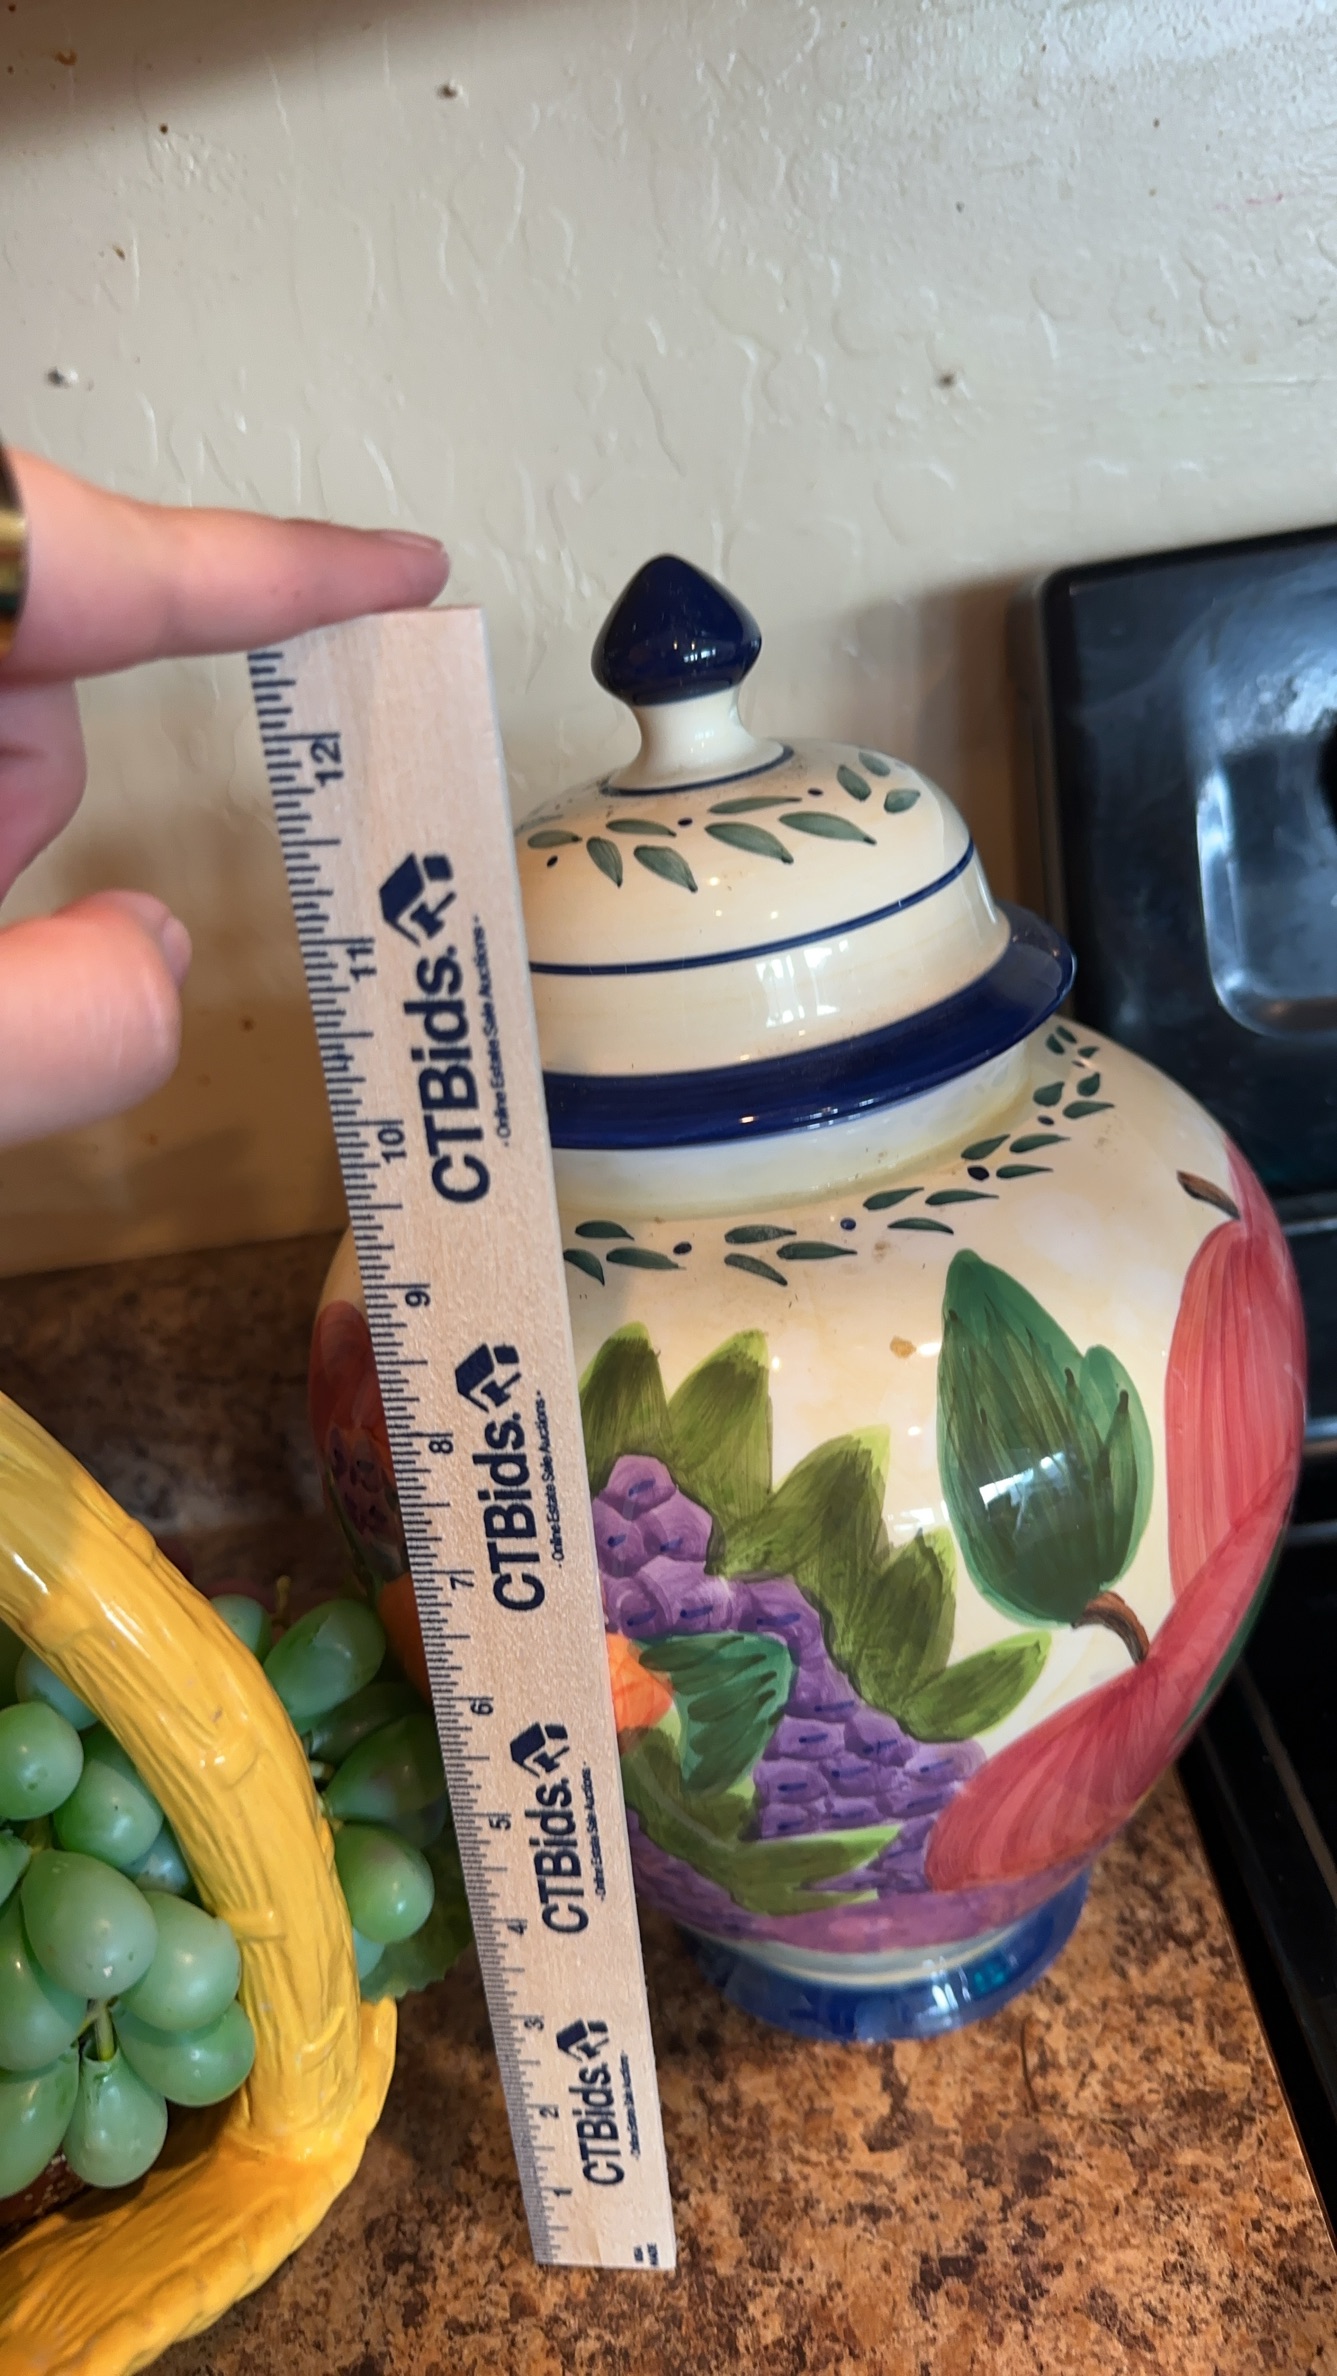 12
11
10
9
8
7
6
5
4
3
2
1
CTBids.
· Online Estate Sale Auctions ·
CTBids.
· Online Estate Sale Auctions ·
CTBids.
· Online Estate Sale Auctions ·
CTBids.
· Online Estate Sale Auctions ·